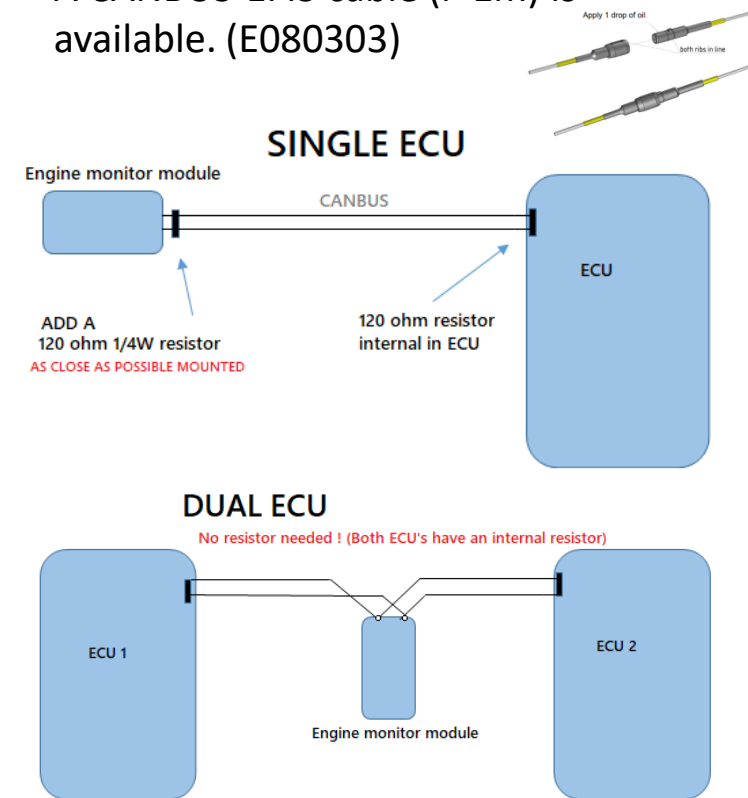 available. (E080303)
Apply 1 drop of oil
both ribs in line
SINGLE ECU
Engine monitor module
CANBUS
ECU
ADD A
120 ohm 1/4W resistor
AS CLOSE AS POSSIBLE MOUNTED
120 ohm resistor
internal in ECU
DUAL ECU
No resistor needed ! (Both ECU's have an internal resistor)
ECU 1
ECU 2
Engine monitor module